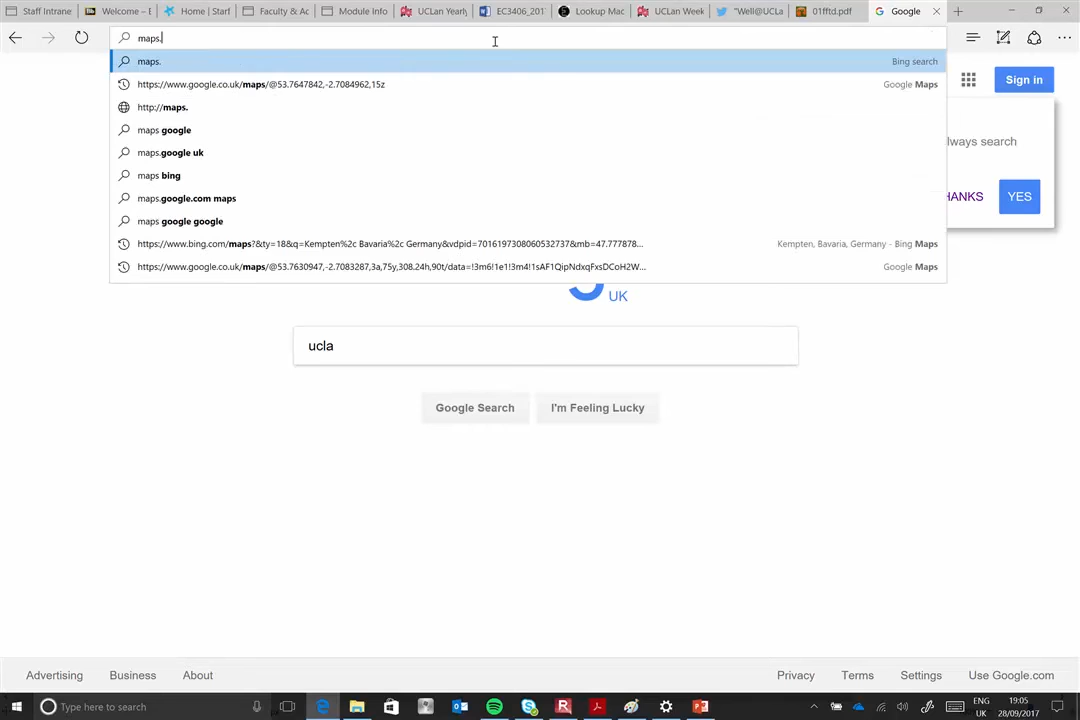 Staff Intrane
Welcome – E
Home | Starf
Faculty & Ac
Module Info
UCLan Yearly
EC3406_201
Lookup Mac
UCLan Week
"Well@UCLa
01fftd.pdf
Google
maps.
maps.
Bing search
https://www.google.co.uk/maps/@53.7647842,-2.7084962,15z
Google Maps
http://maps.
maps google
maps.google uk
maps bing
maps.google.com maps
maps google google
https://www.bing.com/maps?&ty=18&q=Kempten%2c Bavaria%2c Germany&vdpid=7016197308060532737&mb=47.777878...
Kempten, Bavaria, Germany - Bing Maps
https://www.google.co.uk/maps/@53.7630947,-2.7083287,3a,75y,308.24h,90t/data=!3m6!1e1!3m4!1sAF1QipNdxqFxsDCoH2W...
Google Maps
Sign in
lways search
HANKS
YES
UK
ucla
Google Search
I'm Feeling Lucky
Advertising
Business
About
Privacy
Terms
Settings
Use Google.com
Type here to search
ENG
UK
19:05
28/09/2017